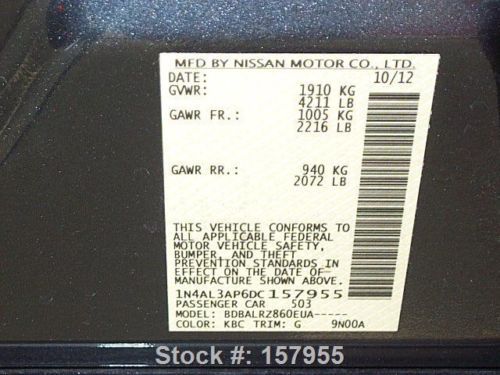 MFD BY NISSAN MOTOR CO., LTD.
DATE: 10/12
GVWR: 1910 KG
4211 LB
GAWR FR.: 1005 KG
2216 LB
GAWR RR.: 940 KG
2072 LB
THIS VEHICLE CONFORMS TO
ALL APPLICABLE FEDERAL
MOTOR VEHICLE SAFETY,
BUMPER, AND THEFT
PREVENTION STANDARDS IN
EFFECT ON THE DATE OF
MANUFACTURE SHOWN ABOVE.
1N4AL3AP6DC157955
PASSENGER CAR 503
MODEL: BDBALRZ860EUA-----
COLOR: KBC TRIM: G 9N00A
Stock #: 157955